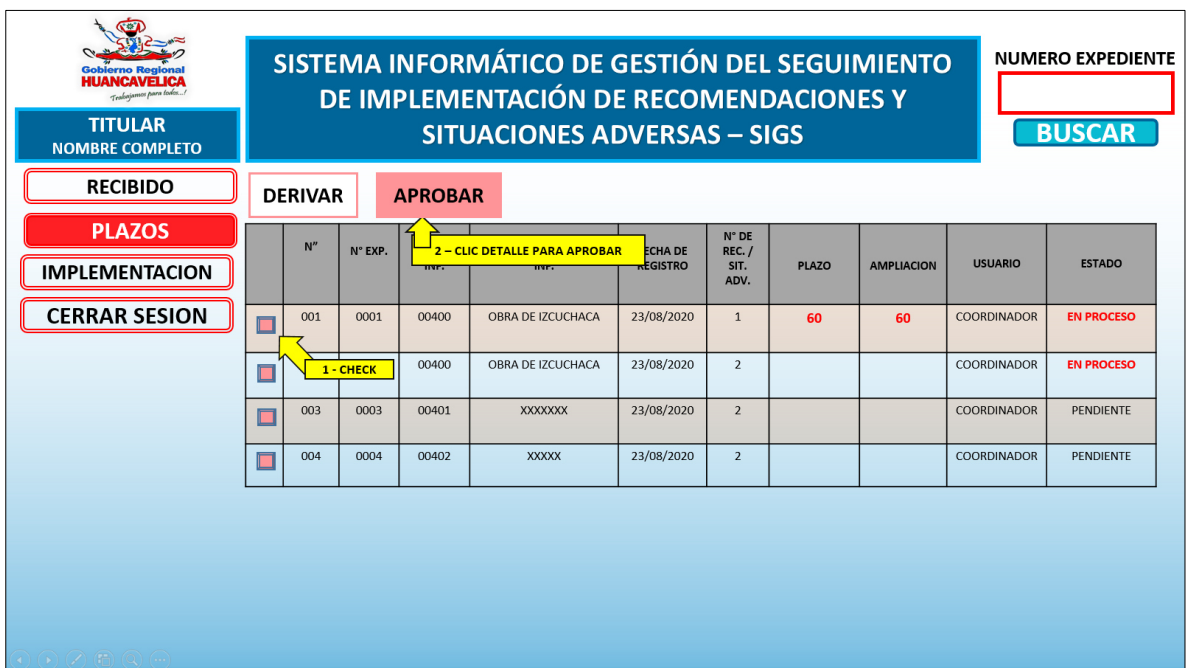 Gobierno Regional
HUANCAVELICA
Trabajamos para todos...!
TITULAR
NOMBRE COMPLETO
SISTEMA INFORMÁTICO DE GESTIÓN DEL SEGUIMIENTO
DE IMPLEMENTACIÓN DE RECOMENDACIONES Y
SITUACIONES ADVERSAS – SIGS
NUMERO EXPEDIENTE
BUSCAR
RECIBIDO
PLAZOS
IMPLEMENTACION
CERRAR SESION
DERIVAR
APROBAR
2 – CLIC DETALLE PARA APROBAR
N” N° EXP. INF. INF. ECHA DE REGISTRO N° DE REC. / SIT. ADV. PLAZO AMPLIACION USUARIO ESTADO
001 0001 00400 OBRA DE IZCUCHACA 23/08/2020 1 60 60 COORDINADOR EN PROCESO
1 - CHECK
00400 OBRA DE IZCUCHACA 23/08/2020 2 COORDINADOR EN PROCESO
003 0003 00401 XXXXXXX 23/08/2020 2 COORDINADOR PENDIENTE
004 0004 00402 XXXXX 23/08/2020 2 COORDINADOR PENDIENTE